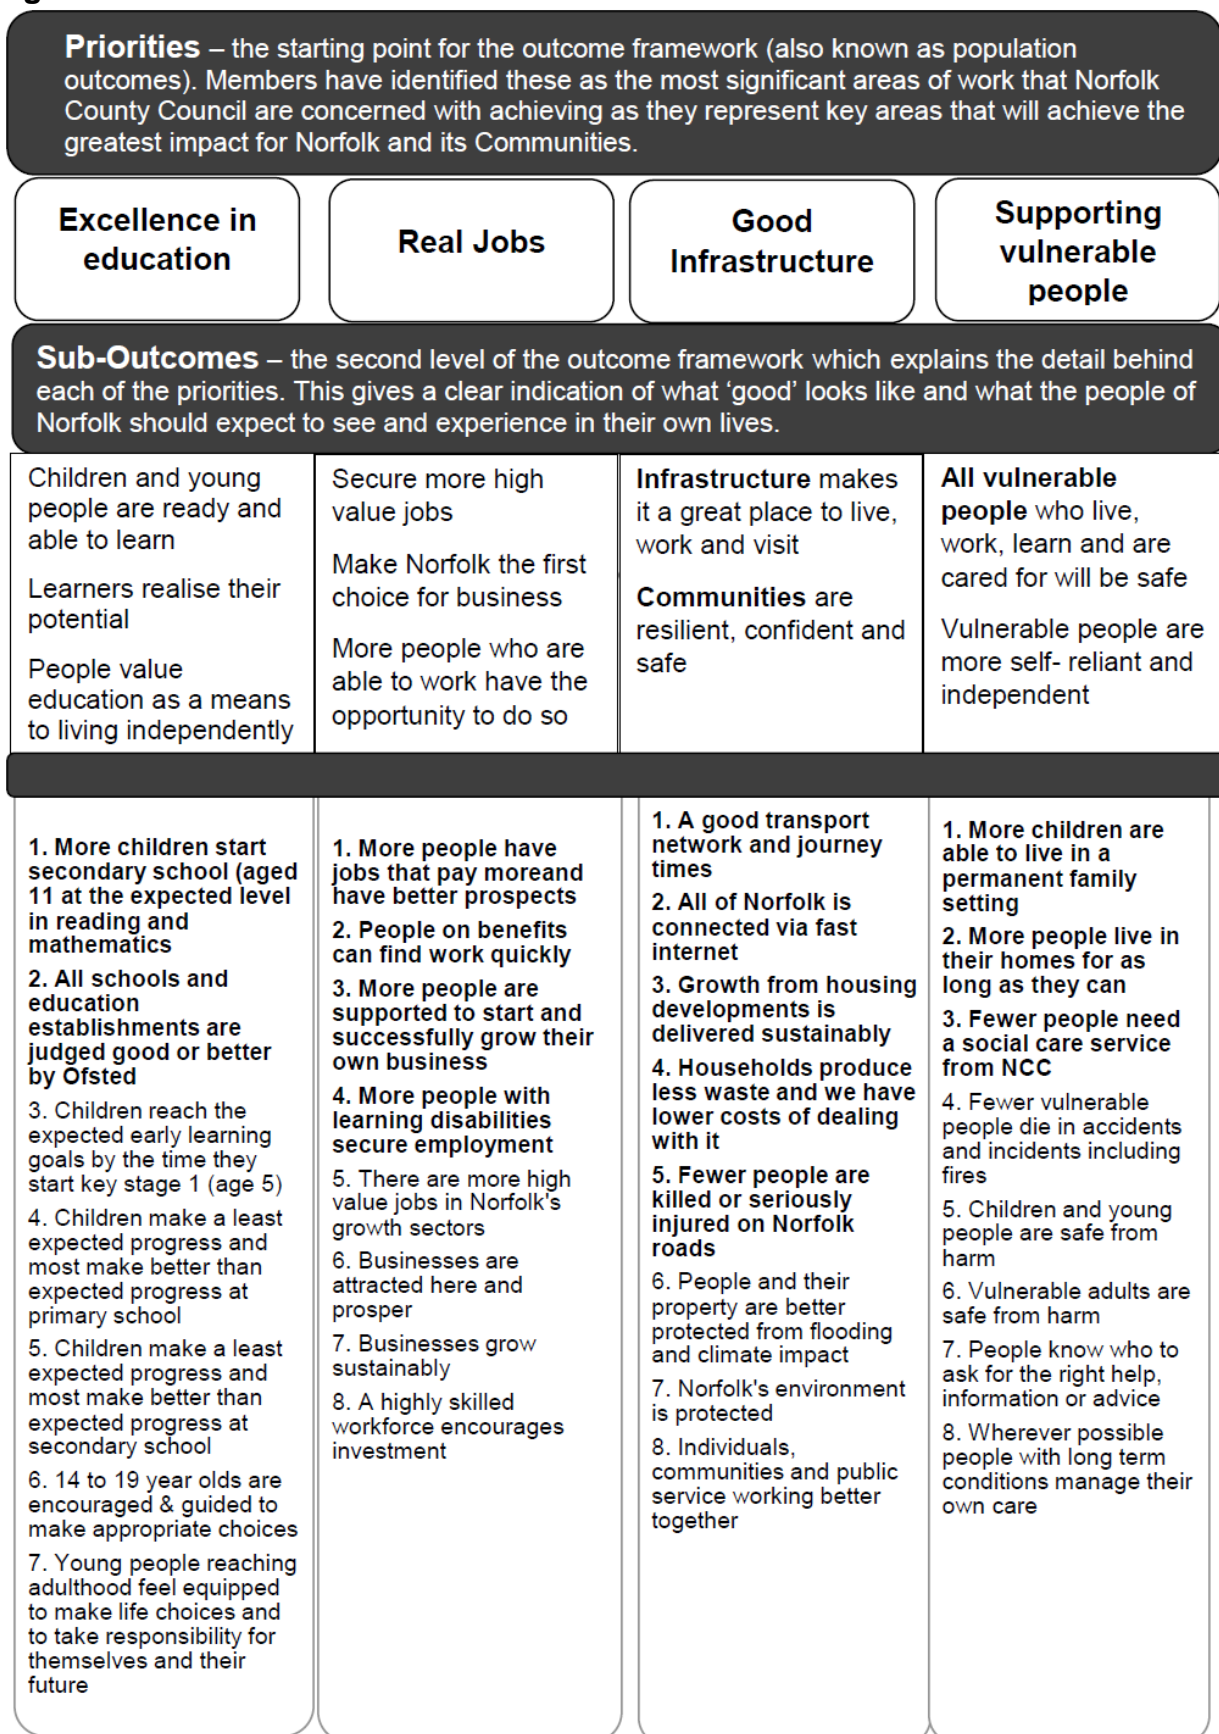 Priorities – the starting point for the outcome framework (also known as population
outcomes). Members have identified these as the most significant areas of work that Norfolk
County Council are concerned with achieving as they represent key areas that will achieve the
greatest impact for Norfolk and its Communities.
Excellence in
education
Real Jobs
Good
Infrastructure
Supporting
vulnerable
people
Sub-Outcomes – the second level of the outcome framework which explains the detail behind
each of the priorities. This gives a clear indication of what ‘good’ looks like and what the people of
Norfolk should expect to see and experience in their own lives.
Children and young
people are ready and
able to learn
Learners realise their
potential
People value
education as a means
to living independently
Secure more high
value jobs
Make Norfolk the first
choice for business
More people who are
able to work have the
opportunity to do so
Infrastructure makes
it a great place to live,
work and visit
Communities are
resilient, confident and
safe
All vulnerable
people who live,
work, learn and are
cared for will be safe
Vulnerable people are
more self- reliant and
independent
1. More children start
secondary school (aged
11 at the expected level
in reading and
mathematics
2. All schools and
education
establishments are
judged good or better
by Ofsted
3. Children reach the
expected early learning
goals by the time they
start key stage 1 (age 5)
4. Children make a least
expected progress and
most make better than
expected progress at
primary school
5. Children make a least
expected progress and
most make better than
expected progress at
secondary school
6. 14 to 19 year olds are
encouraged & guided to
make appropriate choices
7. Young people reaching
adulthood feel equipped
to make life choices and
to take responsibility for
themselves and their
future
1. More people have
jobs that pay moreand
have better prospects
2. People on benefits
can find work quickly
3. More people are
supported to start and
successfully grow their
own business
4. More people with
learning disabilities
secure employment
5. There are more high
value jobs in Norfolk's
growth sectors
6. Businesses are
attracted here and
prosper
7. Businesses grow
sustainably
8. A highly skilled
workforce encourages
investment
1. A good transport
network and journey
times
2. All of Norfolk is
connected via fast
internet
3. Growth from housing
developments is
delivered sustainably
4. Households produce
less waste and we have
lower costs of dealing
with it
5. Fewer people are
killed or seriously
injured on Norfolk
roads
6. People and their
property are better
protected from flooding
and climate impact
7. Norfolk's environment
is protected
8. Individuals,
communities and public
service working better
together
1. More children are
able to live in a
permanent family
setting
2. More people live in
their homes for as
long as they can
3. Fewer people need
a social care service
from NCC
4. Fewer vulnerable
people die in accidents
and incidents including
fires
5. Children and young
people are safe from
harm
6. Vulnerable adults are
safe from harm
7. People know who to
ask for the right help,
information or advice
8. Wherever possible
people with long term
conditions manage their
own care